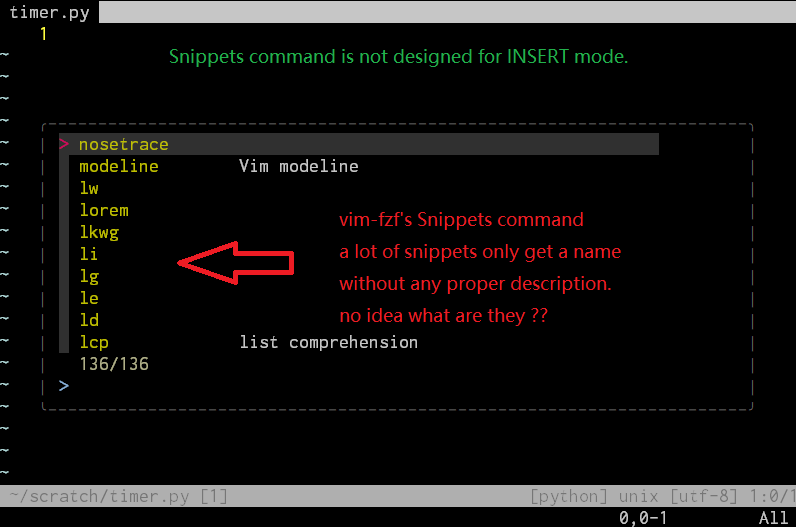 timer.py
1
~ Snippets command is not designed for INSERT mode.
~
~
~
~ > nosetrace
~ modeline Vim modeline
~ lw
~ lorem
~ lkwg vim-fzf's Snippets command
~ li a lot of snippets only get a name
~ lg without any proper description.
~ le no idea what are they ??
~ ld
~ lcp list comprehension
~ 136/136
~ >
~
~
~
~
~/scratch/timer.py [1] [python] unix [utf-8] 1:0/1
0,0-1 All